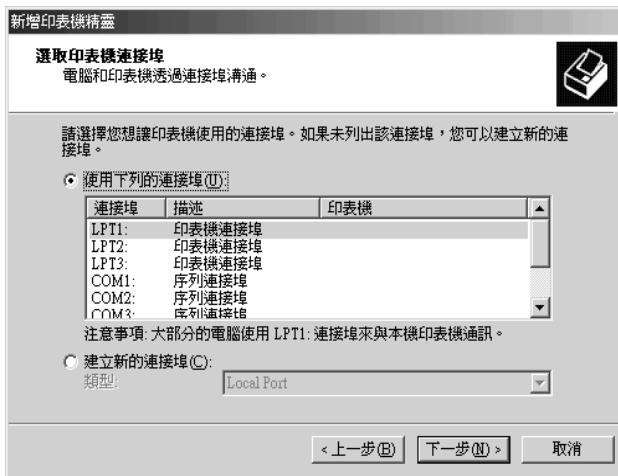 新增印表機精靈
選取印表機連接埠
電腦和印表機透過連接埠溝通。
請選擇您想讓印表機使用的連接埠。如果未列出該連接埠，您可以建立新的連
接埠。
使用下列的連接埠(U):
連接埠 描述 印表機
LPT1: 印表機連接埠
LPT2: 印表機連接埠
LPT3: 印表機連接埠
COM1: 序列連接埠
COM2: 序列連接埠
COM3: 序列連接埠
注意事項: 大部分的電腦使用 LPT1: 連接埠來與本機印表機通訊。
建立新的連接埠(C):
類型: Local Port
< 上一步(B) 下一步(N) > 取消